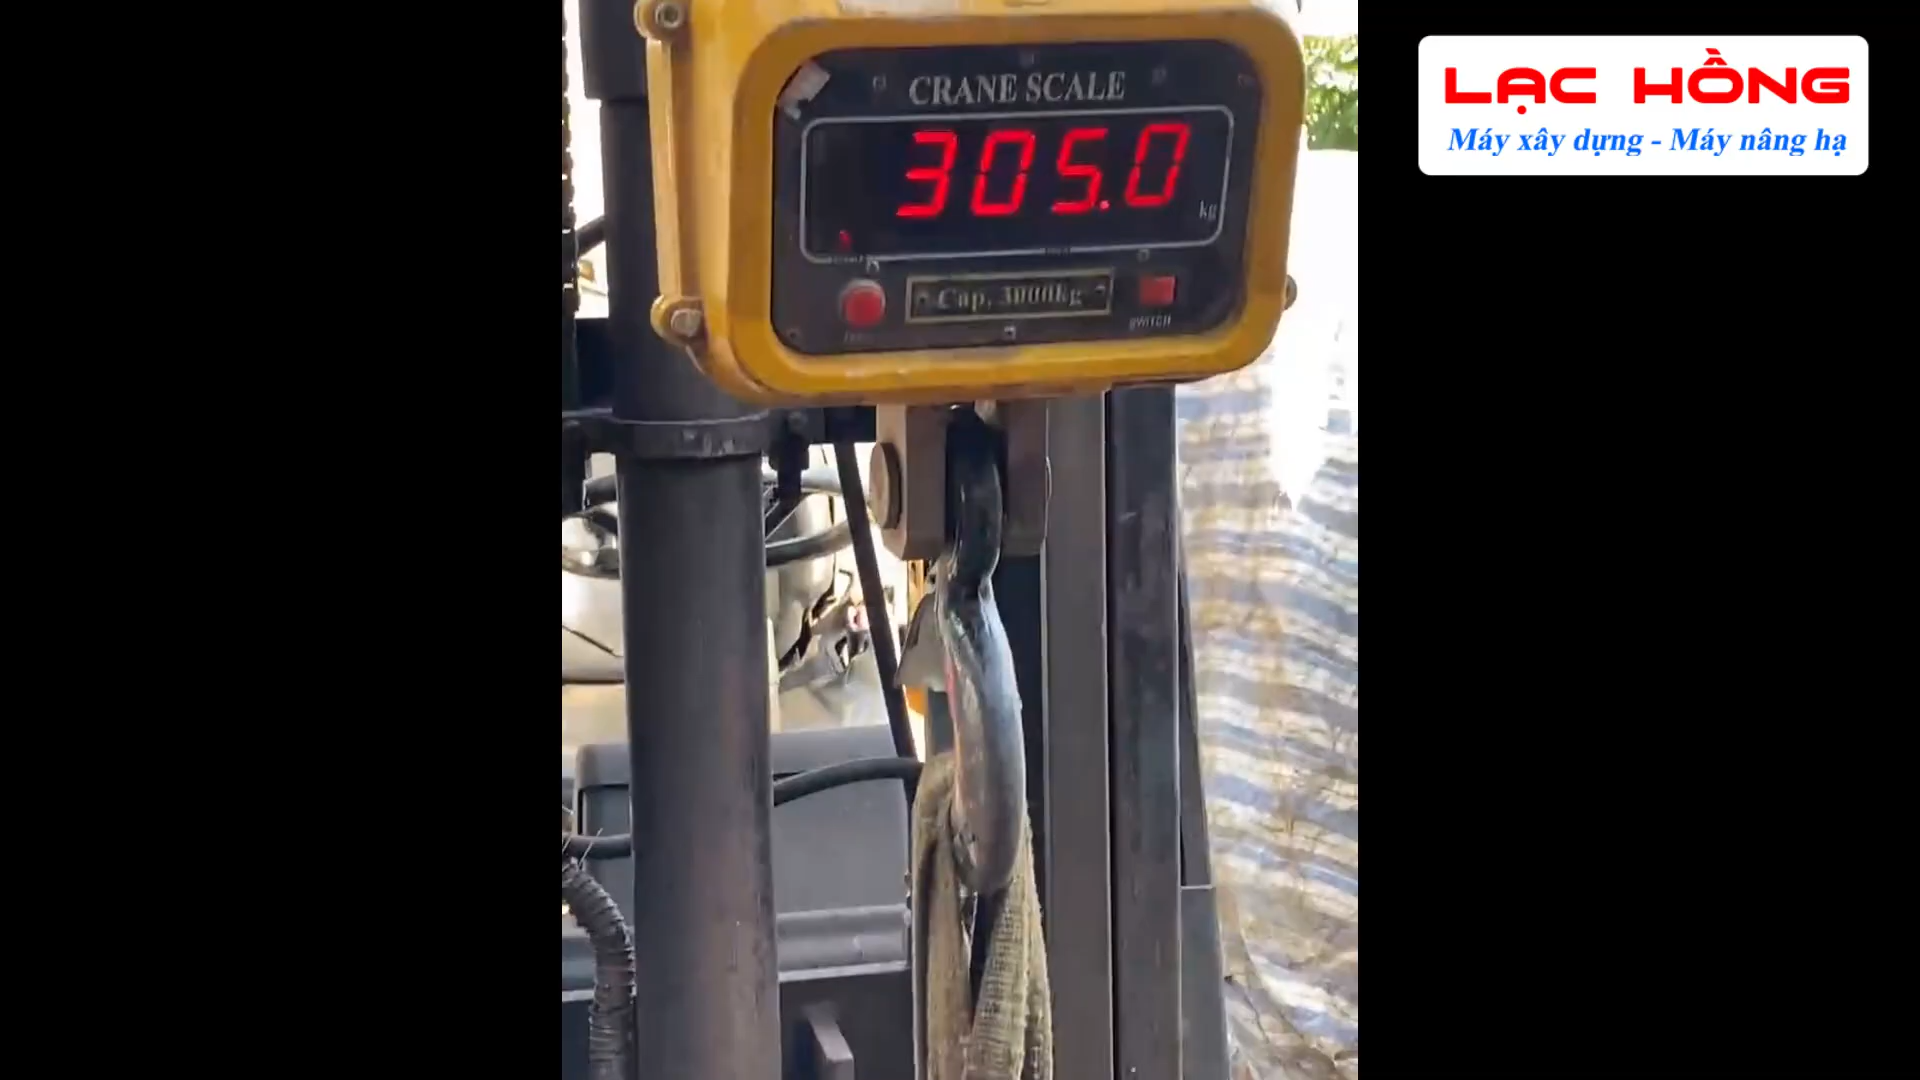 CRANE SCALE
305.0
kg
Cap. 3000kg
SWITCH
LẠC HỒNG
Máy xây dựng - Máy nâng hạ